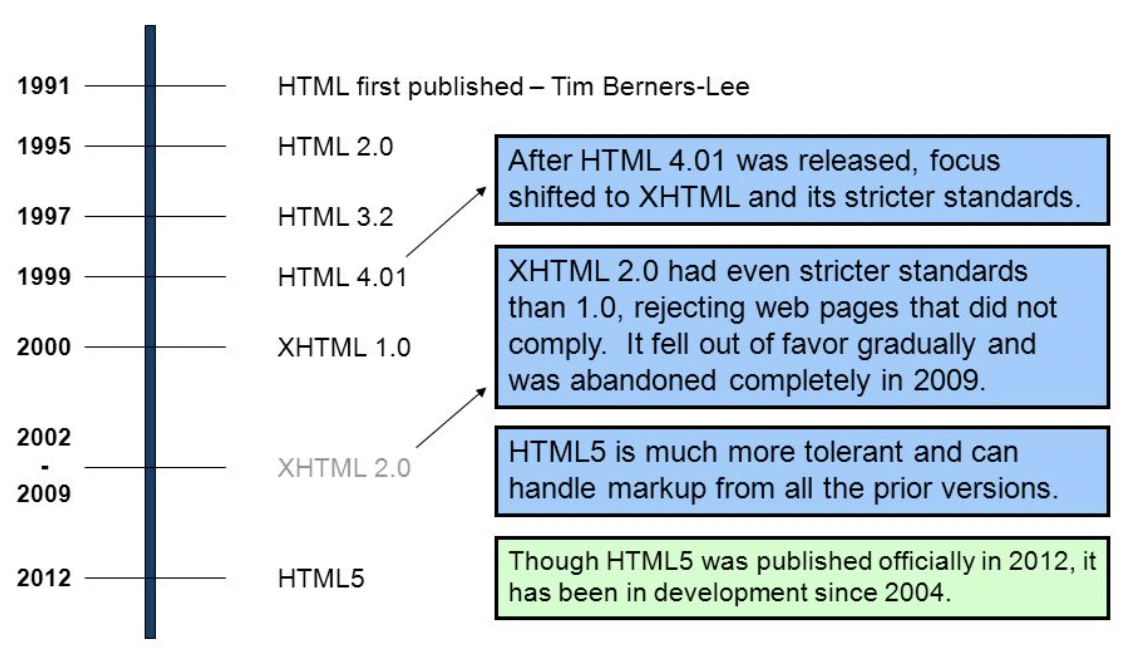 1991 HTML first published – Tim Berners-Lee
1995 HTML 2.0
After HTML 4.01 was released, focus
shifted to XHTML and its stricter standards.
1997 HTML 3.2
1999 HTML 4.01
XHTML 2.0 had even stricter standards
than 1.0, rejecting web pages that did not
comply. It fell out of favor gradually and
was abandoned completely in 2009.
2000 XHTML 1.0
2002
-
2009
XHTML 2.0
HTML5 is much more tolerant and can
handle markup from all the prior versions.
2012 HTML5
Though HTML5 was published officially in 2012, it
has been in development since 2004.